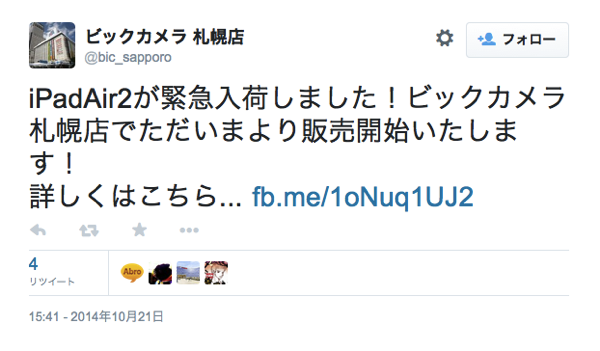 ビックカメラ 札幌店
@bic_sapporo
フォロー
iPadAir2が緊急入荷しました！ビックカメラ
札幌店でただいまより販売開始いたしま
す！
詳しくはこちら... fb.me/1oNuq1UJ2
4
リツイート
Abro
15:41 - 2014年10月21日